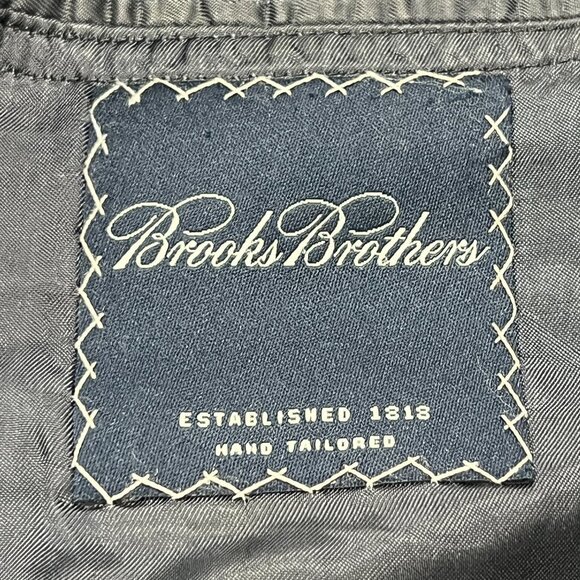 Brooks Brothers
ESTABLISHED 1818
HAND TAILORED